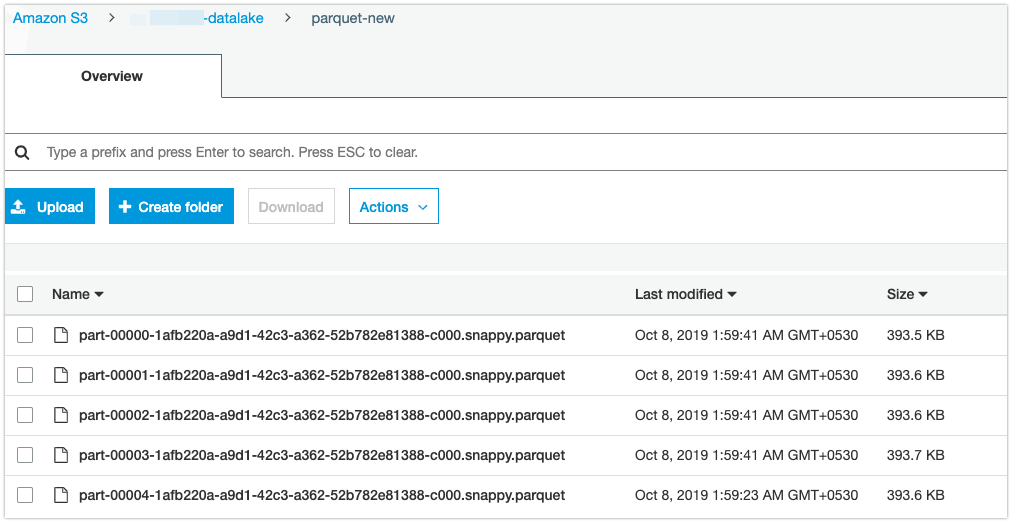 Amazon S3 > -datalake > parquet-new
Overview
Type a prefix and press Enter to search. Press ESC to clear.
Upload Create folder Download Actions
Name Last modified Size
part-00000-1afb220a-a9d1-42c3-a362-52b782e81388-c000.snappy.parquet Oct 8, 2019 1:59:41 AM GMT+0530 393.5 KB
part-00001-1afb220a-a9d1-42c3-a362-52b782e81388-c000.snappy.parquet Oct 8, 2019 1:59:41 AM GMT+0530 393.6 KB
part-00002-1afb220a-a9d1-42c3-a362-52b782e81388-c000.snappy.parquet Oct 8, 2019 1:59:41 AM GMT+0530 393.6 KB
part-00003-1afb220a-a9d1-42c3-a362-52b782e81388-c000.snappy.parquet Oct 8, 2019 1:59:41 AM GMT+0530 393.7 KB
part-00004-1afb220a-a9d1-42c3-a362-52b782e81388-c000.snappy.parquet Oct 8, 2019 1:59:23 AM GMT+0530 393.6 KB